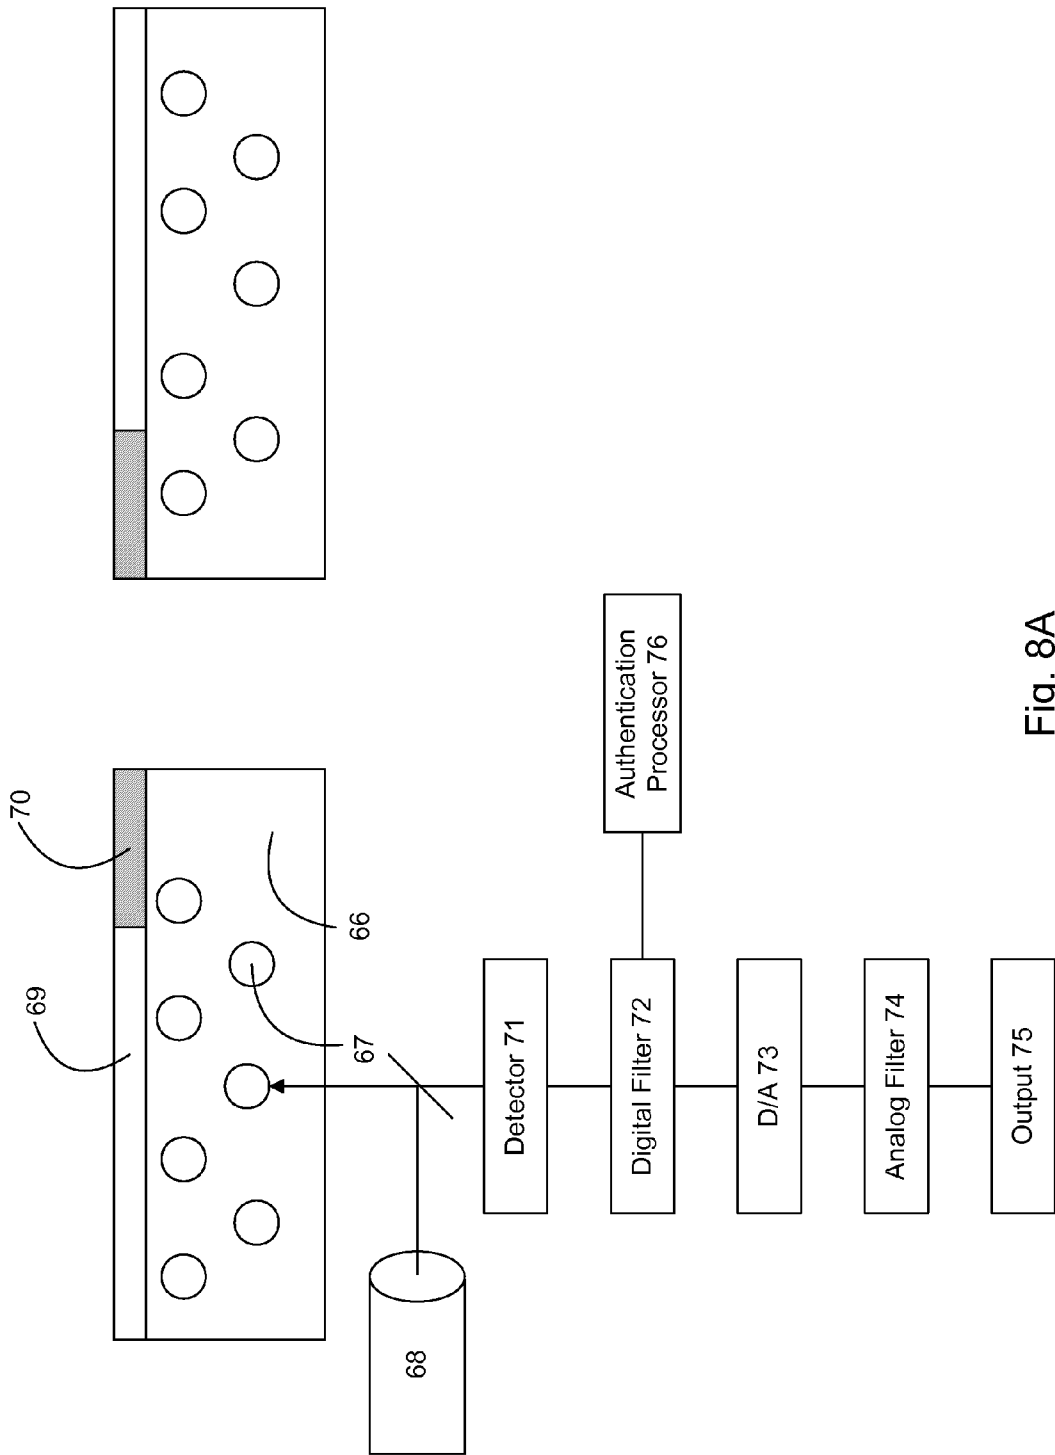 70
69
66
67
68
Detector 71
Digital Filter 72
Authentication
Processor 76
D/A 73
Analog Filter 74
Output 75
Fig. 8A